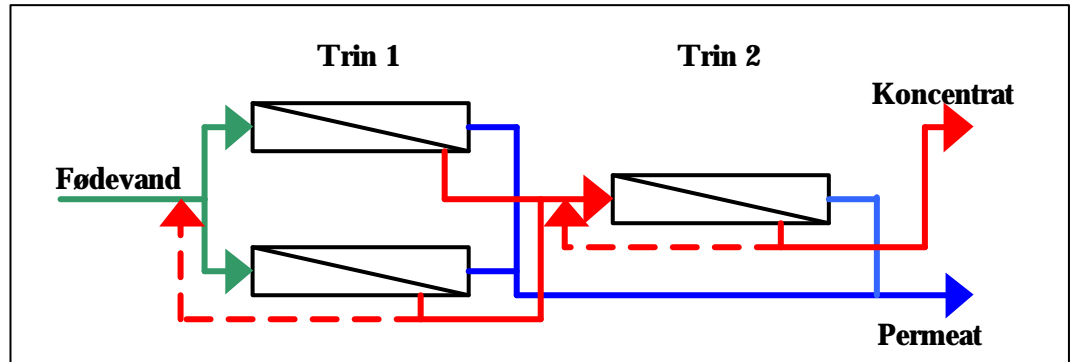 Trin 1
Trin 2
Koncentrat
Fødevand
Permeat